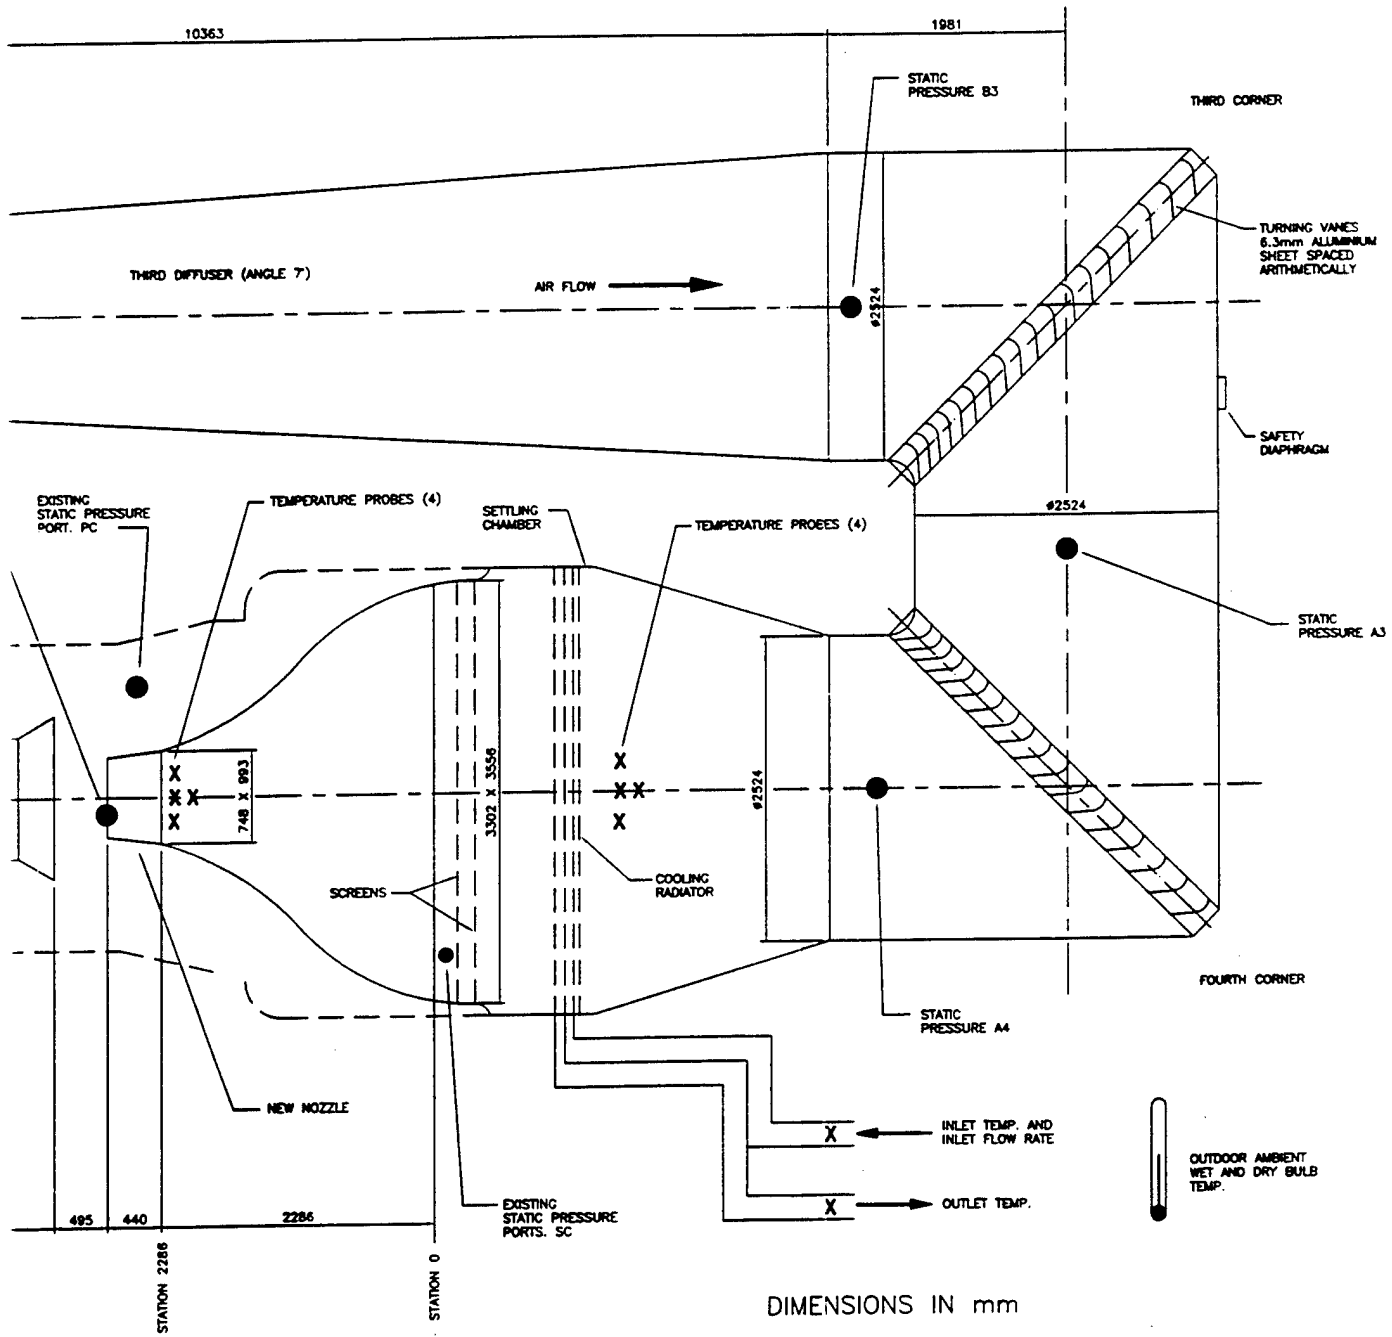 10363
1981
STATIC
PRESSURE B3
THIRD CORNER
TURNING VANES
6.3mm ALUMINIUM
SHEET SPACED
ARITHMETICALLY
THIRD DIFFUSER (ANGLE 7°)
AIR FLOW
ø2524
SAFETY
DIAPHRAGM
EXISTING
STATIC PRESSURE
PORT. PC
TEMPERATURE PROBES (4)
SETTLING
CHAMBER
TEMPERATURE PROBES (4)
ø2524
STATIC
PRESSURE A3
X
X X
X
748 X 993
3302 X 3556
X
X X
X
ø2524
SCREENS
COOLING
RADIATOR
FOURTH CORNER
STATIC
PRESSURE A4
NEW NOZZLE
X
INLET TEMP. AND
INLET FLOW RATE
X
OUTLET TEMP.
OUTDOOR AMBIENT
WET AND DRY BULB
TEMP.
EXISTING
STATIC PRESSURE
PORTS. SC
495
440
2286
STATION 2286
STATION 0
DIMENSIONS IN mm